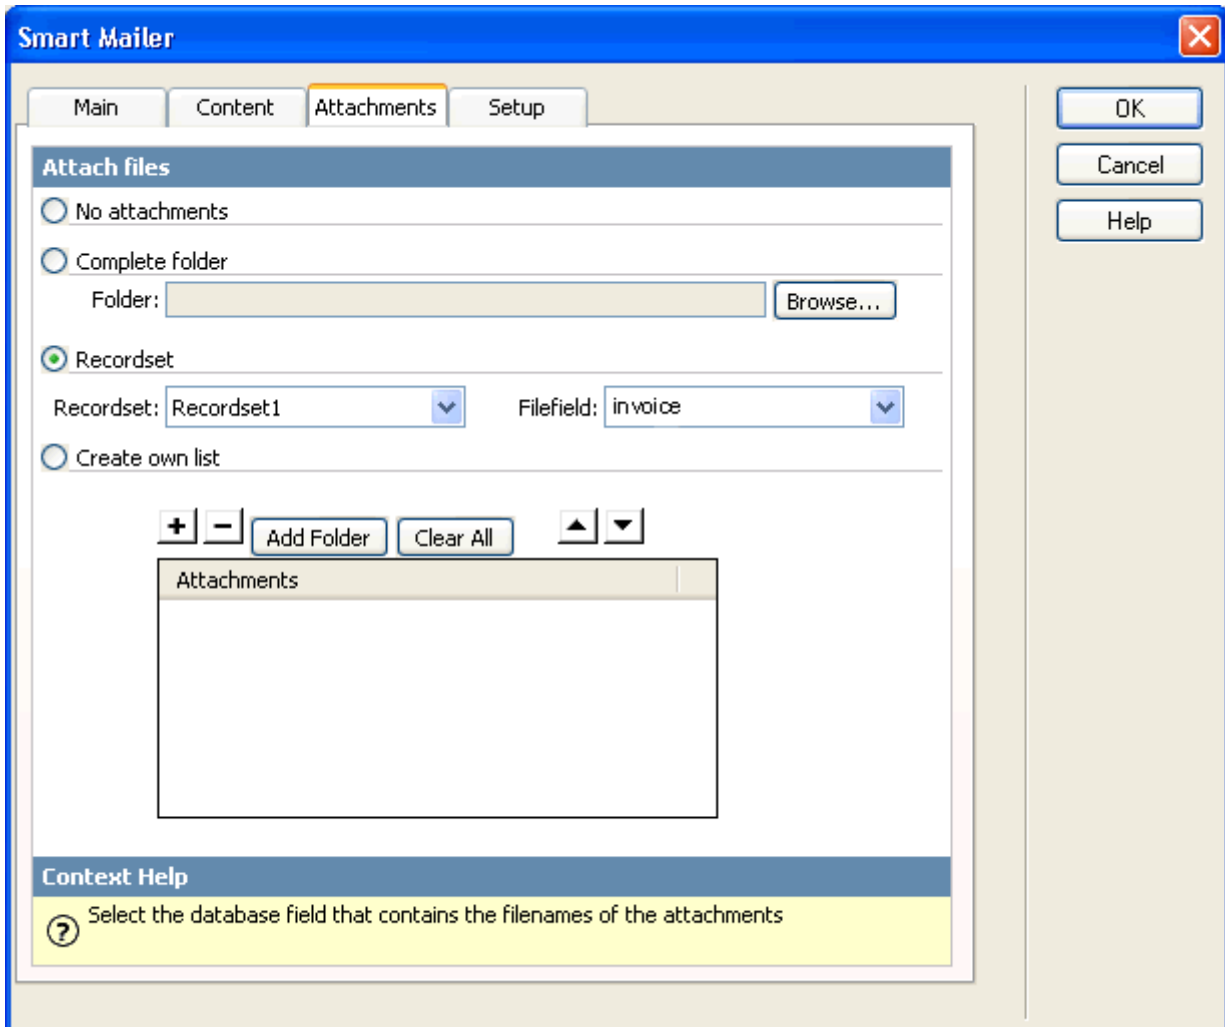 Smart Mailer
Main Content Attachments Setup
OK
Cancel
Help
Attach files
No attachments
Complete folder
Folder: Browse...
Recordset
Recordset: Recordset1 Filefield: invoice
Create own list
+ - Add Folder Clear All
Attachments
Context Help
? Select the database field that contains the filenames of the attachments